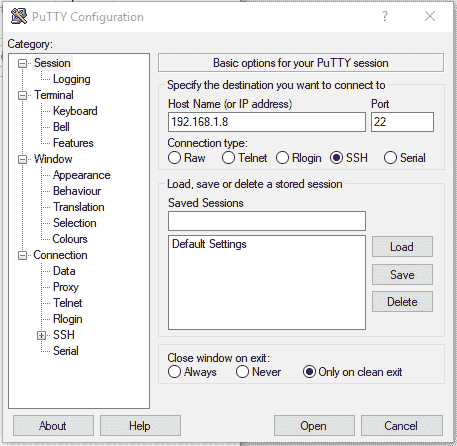 PuTTY Configuration
Category:
Session
Logging
Terminal
Keyboard
Bell
Features
Window
Appearance
Behaviour
Translation
Selection
Colours
Connection
Data
Proxy
Telnet
Rlogin
SSH
Serial
Basic options for your PuTTY session
Specify the destination you want to connect to
Host Name (or IP address) Port
192.168.1.8 22
Connection type:
Raw Telnet Rlogin SSH Serial
Load, save or delete a stored session
Saved Sessions
Default Settings
Load
Save
Delete
Close window on exit:
Always Never Only on clean exit
About Help Open Cancel